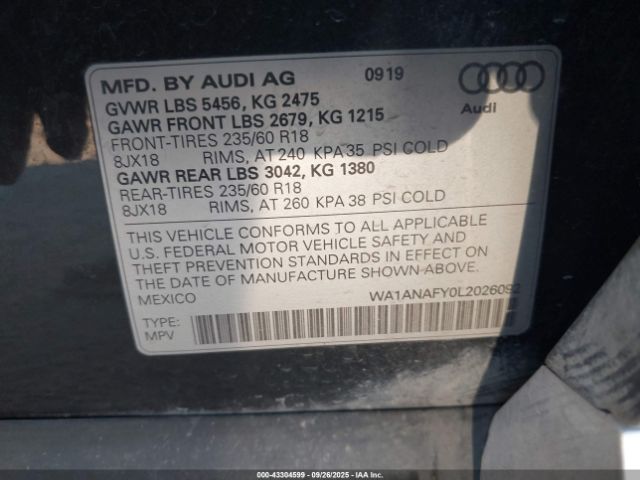 MFD. BY AUDI AG 0919
GVWR LBS 5456, KG 2475
GAWR FRONT LBS 2679, KG 1215
FRONT-TIRES 235/60 R18
8JX18 RIMS, AT 240 KPA 35 PSI COLD
GAWR REAR LBS 3042, KG 1380
REAR-TIRES 235/60 R18
8JX18 RIMS, AT 260 KPA 38 PSI COLD
Audi
THIS VEHICLE CONFORMS TO ALL APPLICABLE
U.S. FEDERAL MOTOR VEHICLE SAFETY AND
THEFT PREVENTION STANDARDS IN EFFECT ON
THE DATE OF MANUFACTURE SHOWN ABOVE.
MEXICO WA1ANAFY0L2026092
TYPE:
MPV
000-43304599 - 09/26/2025 - IAA Inc.